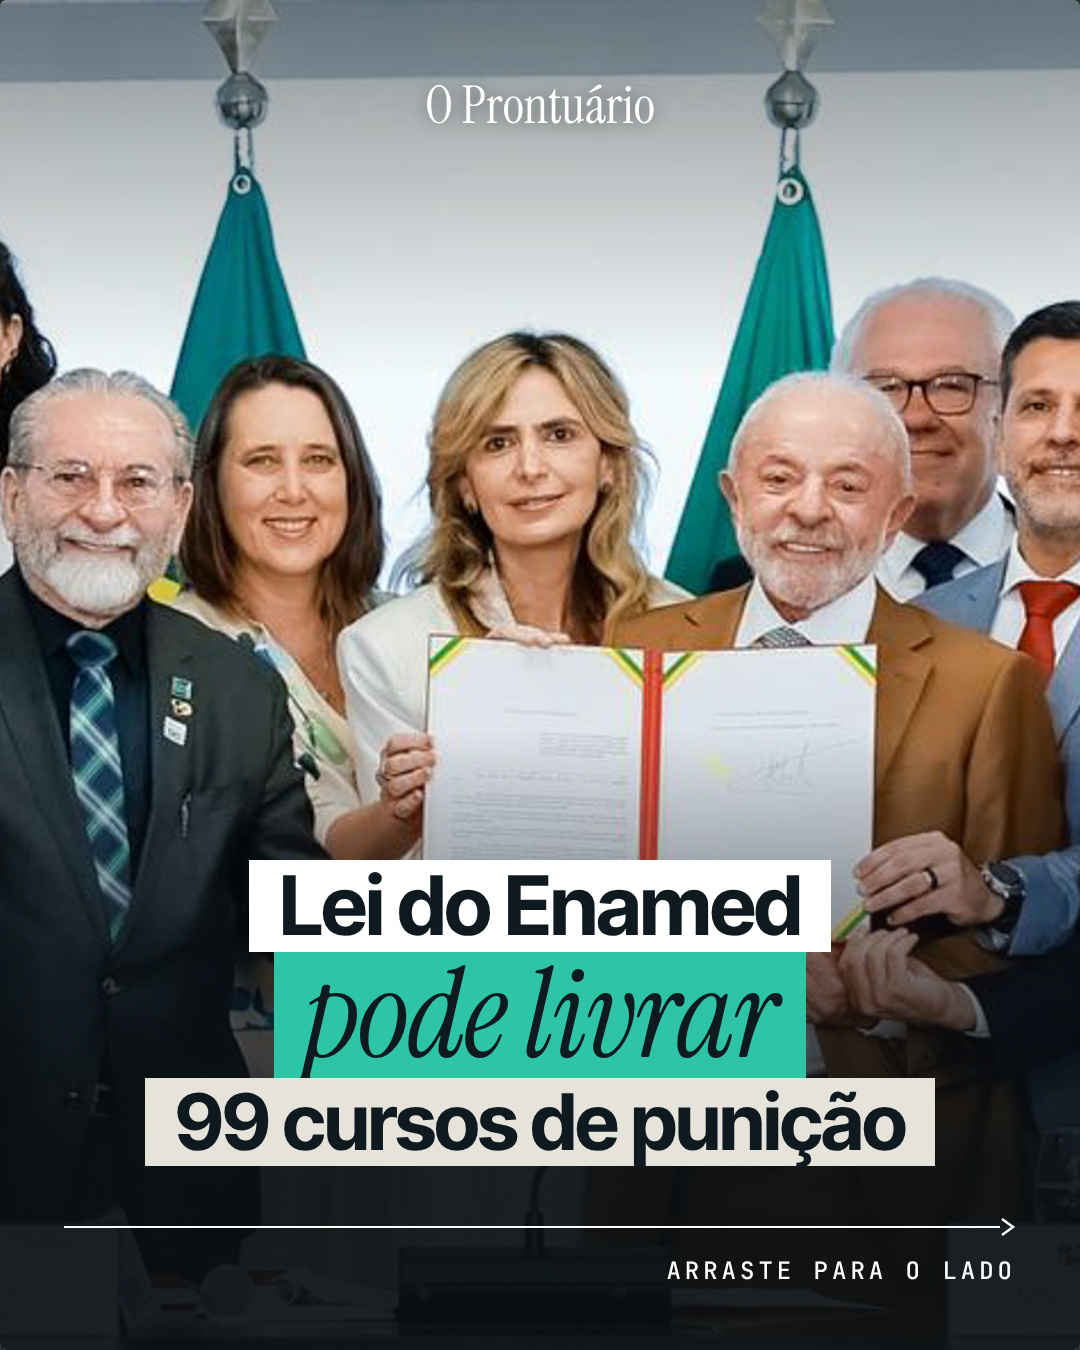 O Prontuário
Lei do Enamed
pode livrar
99 cursos de punição
ARRASTE PARA O LADO